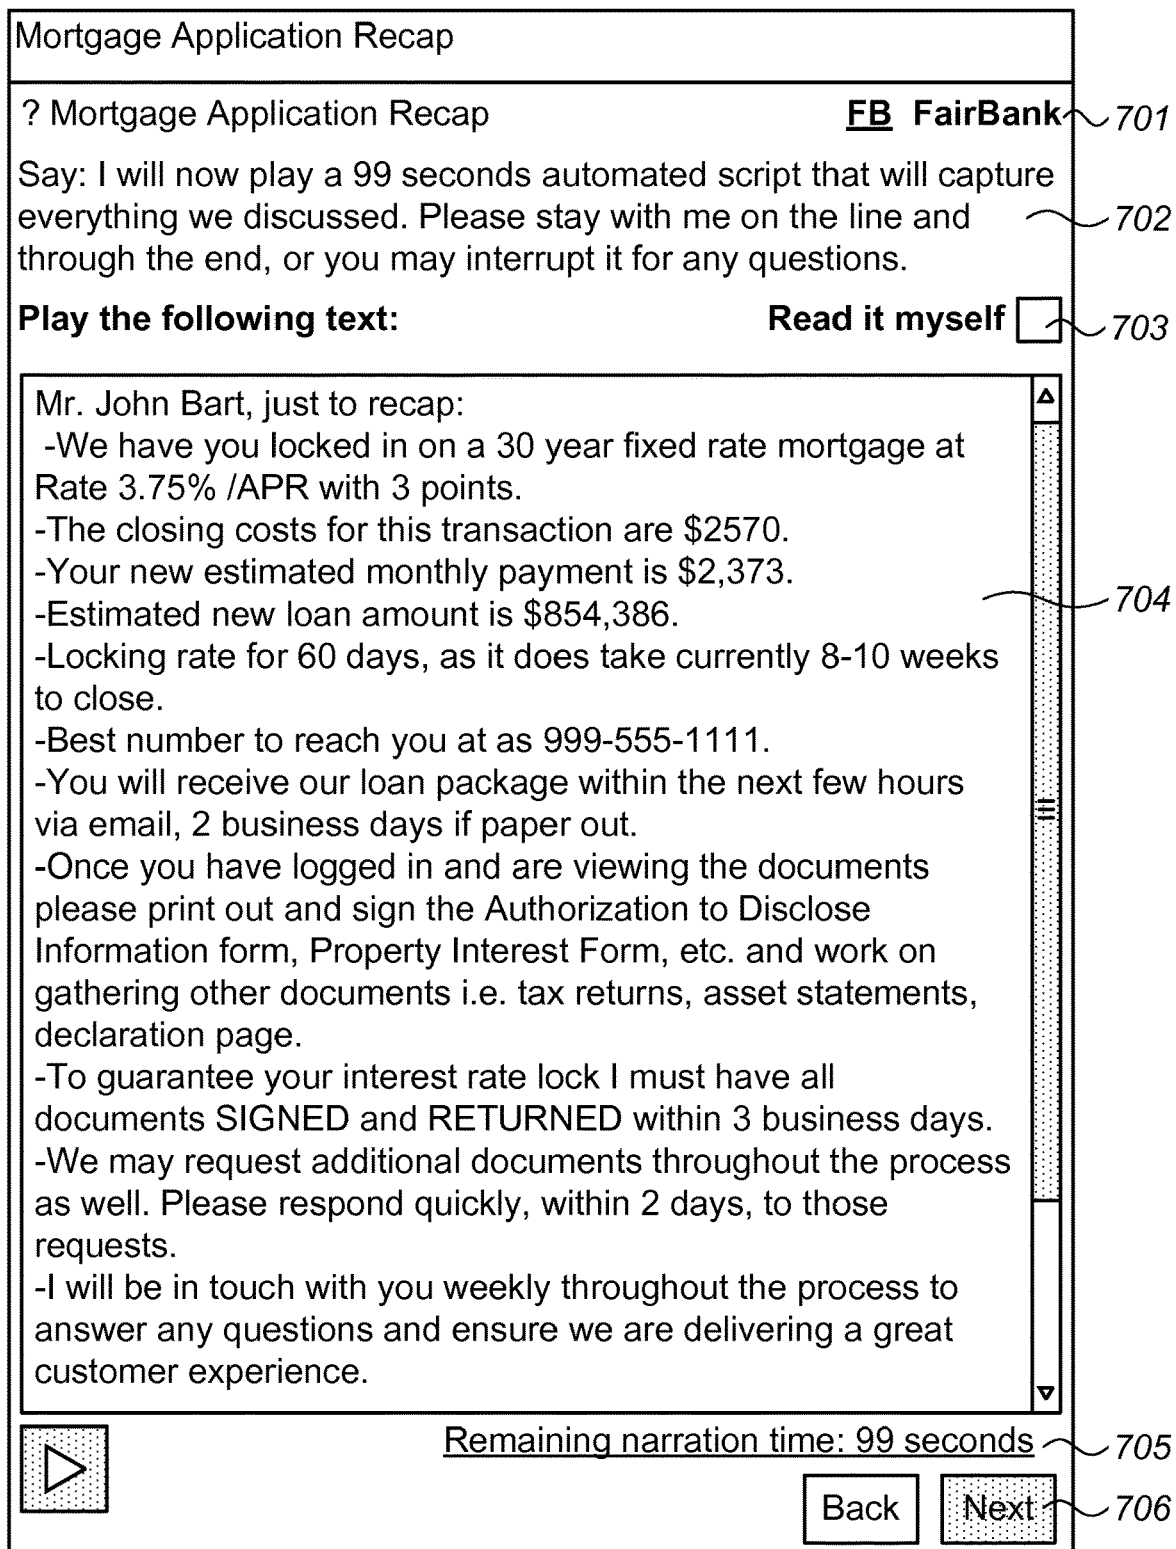 Mortgage Application Recap
? Mortgage Application Recap FB FairBank 701
Say: I will now play a 99 seconds automated script that will capture
everything we discussed. Please stay with me on the line and 702
through the end, or you may interrupt it for any questions.
Play the following text: Read it myself 703
Mr. John Bart, just to recap:
-We have you locked in on a 30 year fixed rate mortgage at
Rate 3.75% /APR with 3 points.
-The closing costs for this transaction are $2570.
-Your new estimated monthly payment is $2,373.
-Estimated new loan amount is $854,386. 704
-Locking rate for 60 days, as it does take currently 8-10 weeks
to close.
-Best number to reach you at as 999-555-1111.
-You will receive our loan package within the next few hours
via email, 2 business days if paper out.
-Once you have logged in and are viewing the documents
please print out and sign the Authorization to Disclose
Information form, Property Interest Form, etc. and work on
gathering other documents i.e. tax returns, asset statements,
declaration page.
-To guarantee your interest rate lock I must have all
documents SIGNED and RETURNED within 3 business days.
-We may request additional documents throughout the process
as well. Please respond quickly, within 2 days, to those
requests.
-I will be in touch with you weekly throughout the process to
answer any questions and ensure we are delivering a great
customer experience.
Remaining narration time: 99 seconds 705
Back Next 706